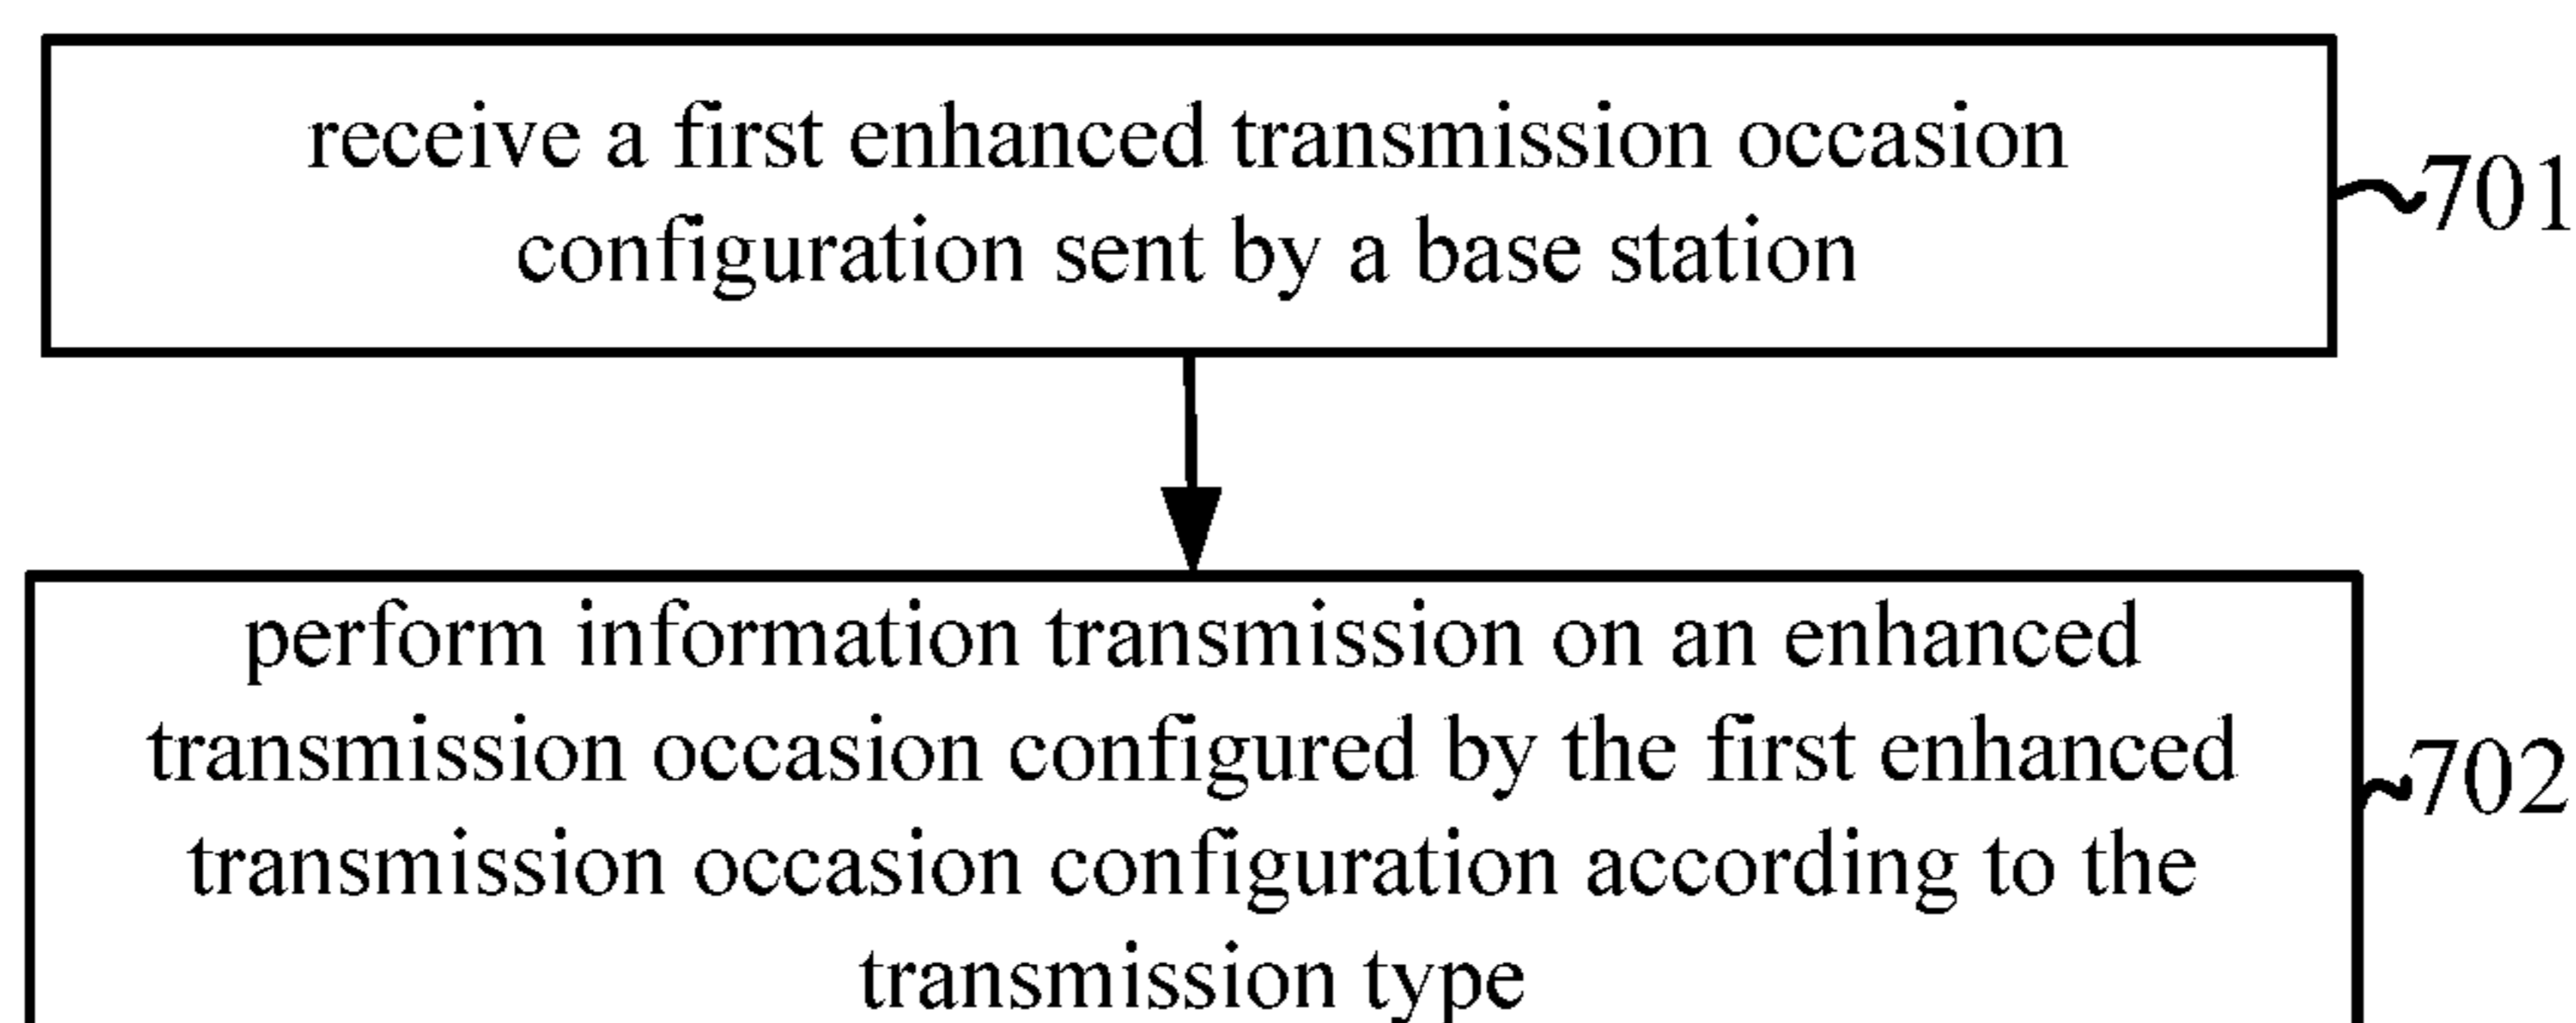 receive a first enhanced transmission occasion
configuration sent by a base station
701
perform information transmission on an enhanced
transmission occasion configured by the first enhanced
transmission occasion configuration according to the
transmission type
702